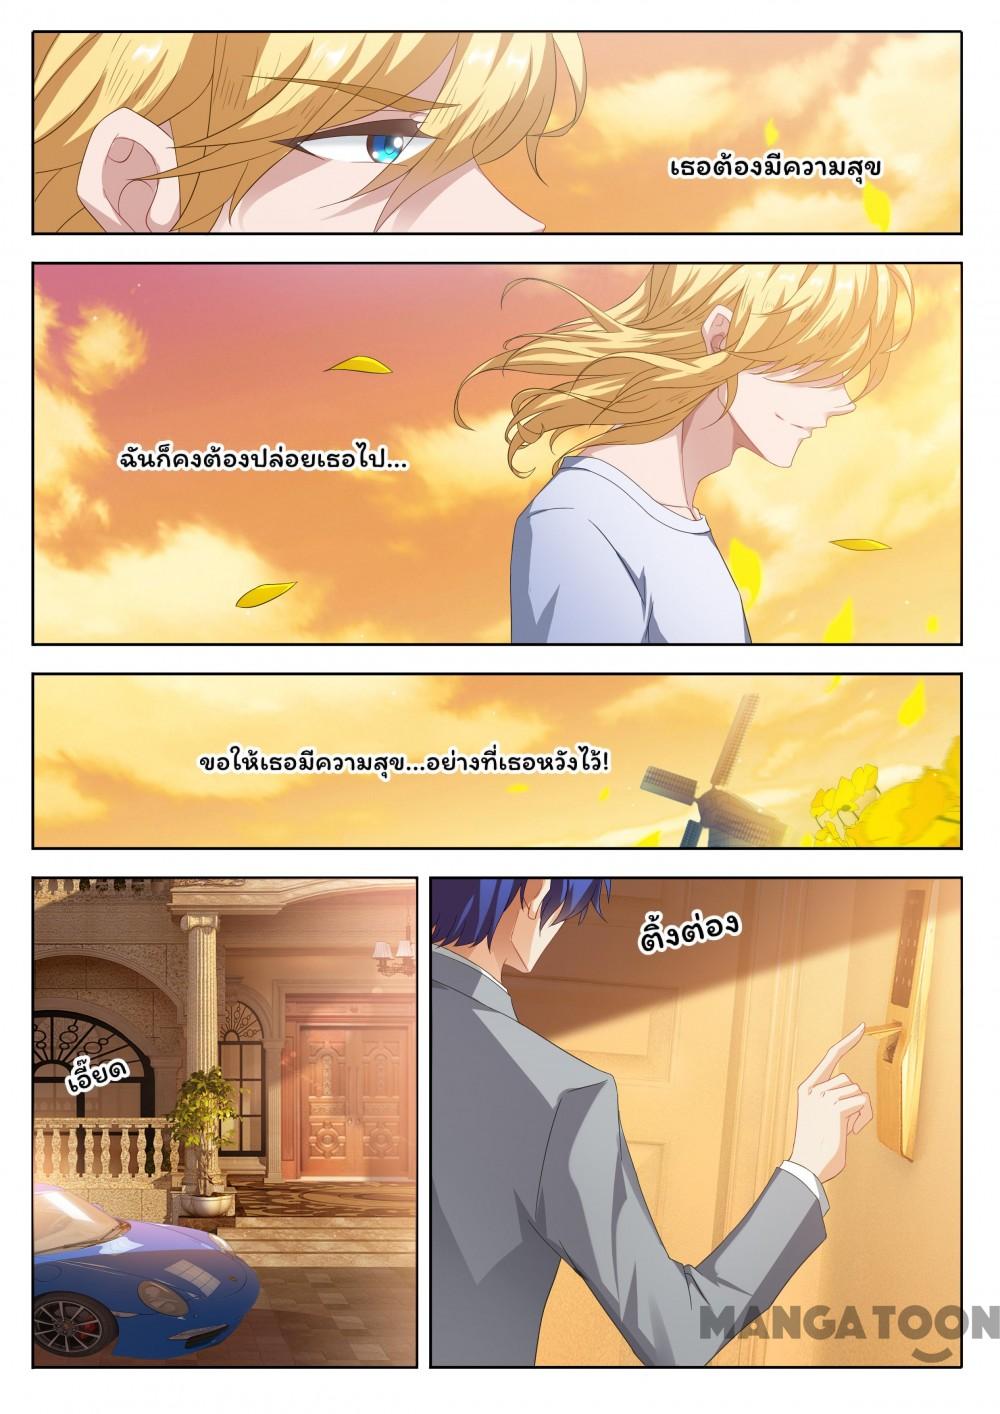 เธอต้องมีความสุข
ฉันก็คงต้องปล่อยเธอไป...
ขอให้เธอมีความสุข...อย่างที่เธอหวังไว้!
เอี๊ยด
ติ้งต่อง
MANGATOON